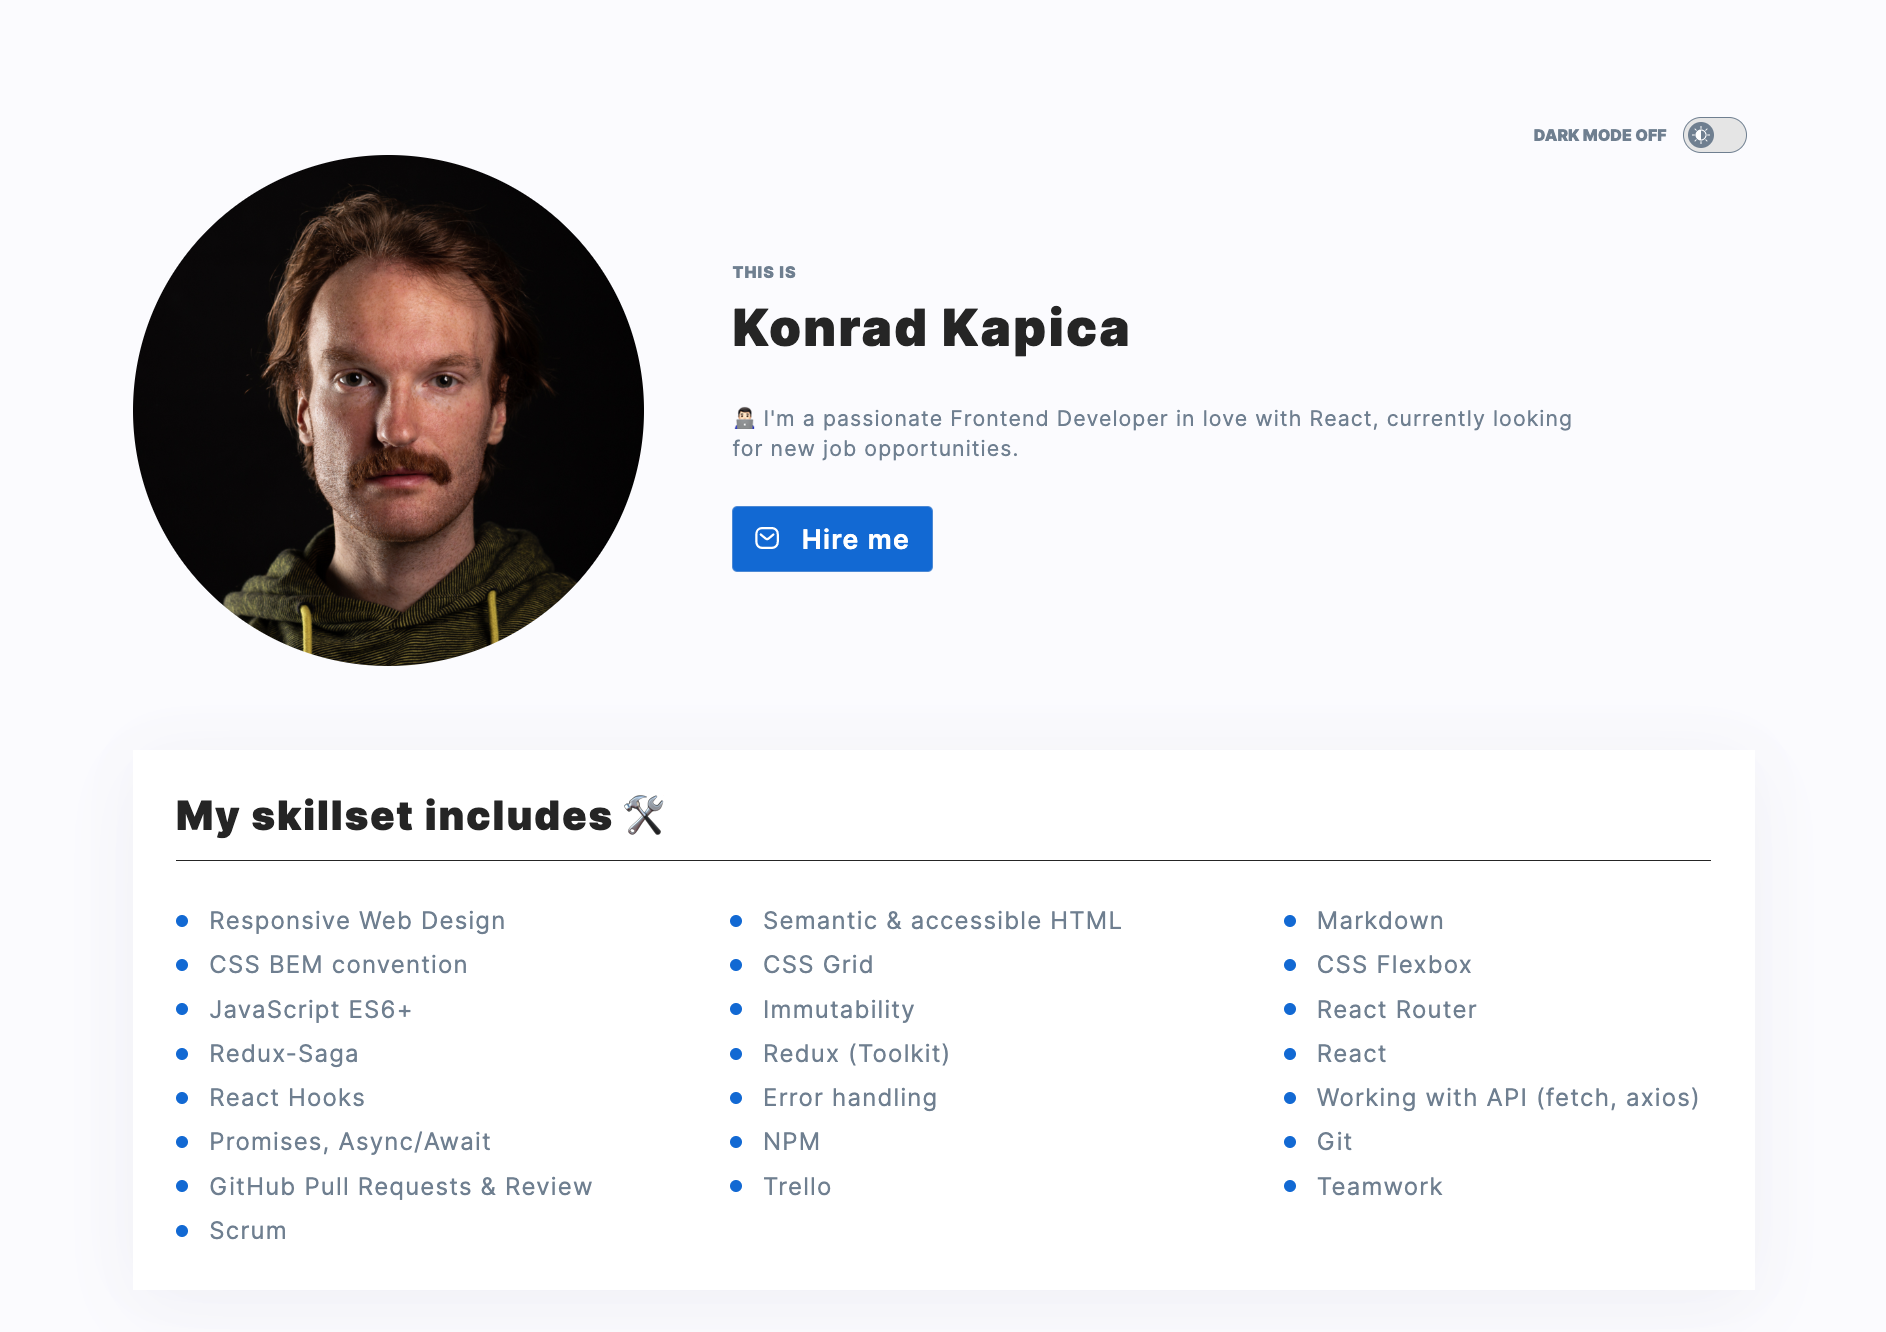 DARK MODE OFF
THIS IS
Konrad Kapica
👨🏻‍💻 I'm a passionate Frontend Developer in love with React, currently looking
for new job opportunities.
Hire me
My skillset includes 🛠️
Responsive Web Design
Semantic & accessible HTML
Markdown
CSS BEM convention
CSS Grid
CSS Flexbox
JavaScript ES6+
Immutability
React Router
Redux-Saga
Redux (Toolkit)
React
React Hooks
Error handling
Working with API (fetch, axios)
Promises, Async/Await
NPM
Git
GitHub Pull Requests & Review
Trello
Teamwork
Scrum